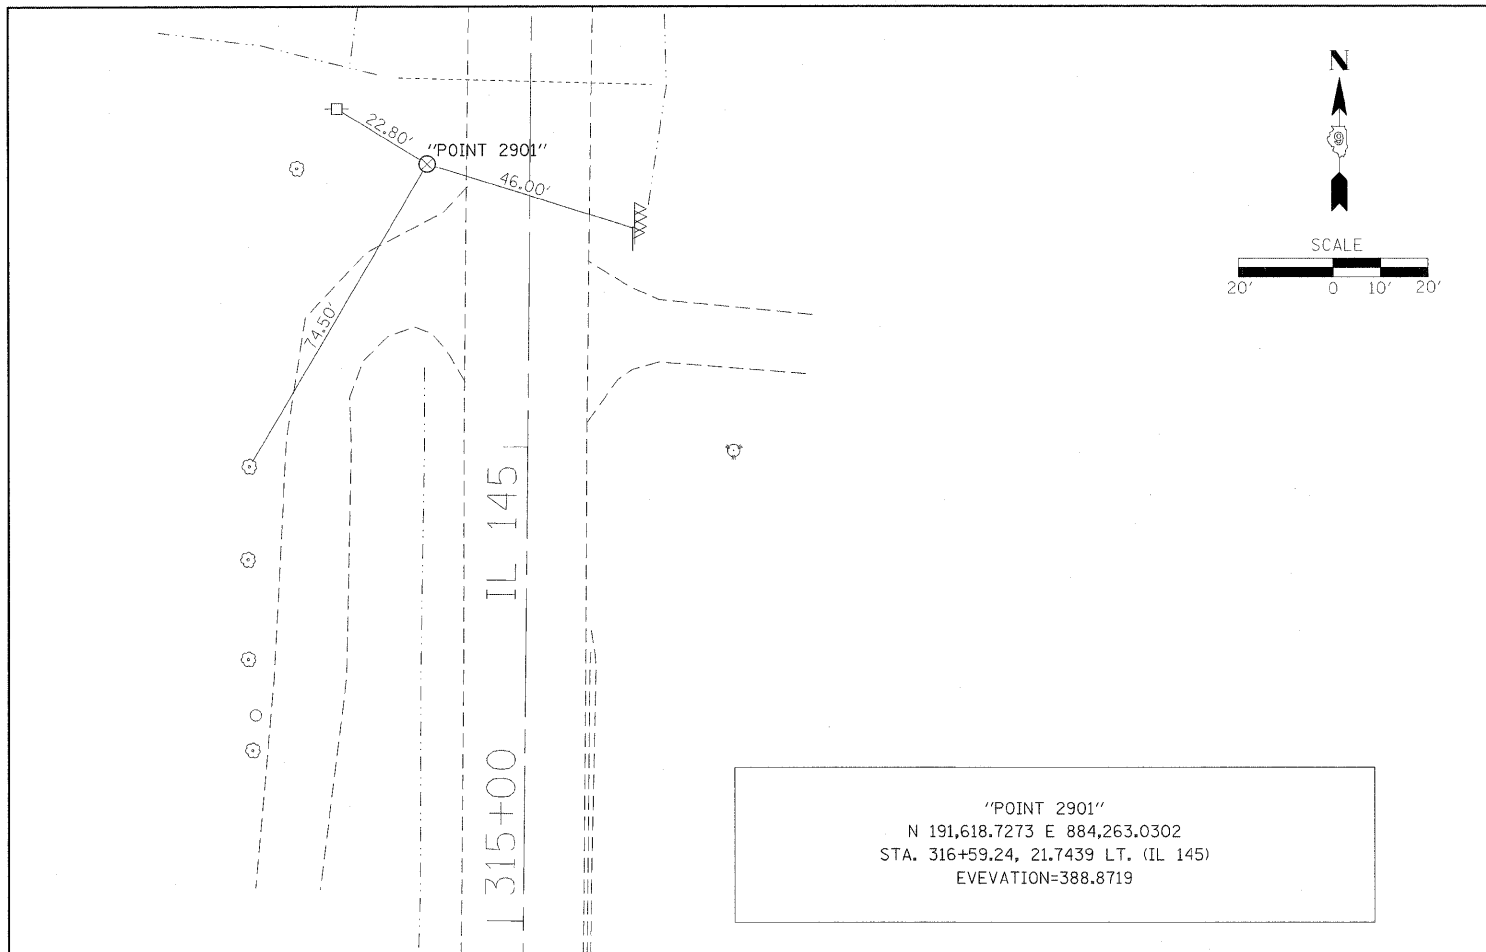 N
9
22.80'
"POINT 2901"
46.00'
SCALE
20' 0 10' 20'
74.50'
IL 145
315+00
"POINT 2901"
N 191,618.7273 E 884,263.0302
STA. 316+59.24, 21.7439 LT. (IL 145)
EVEVATION=388.8719